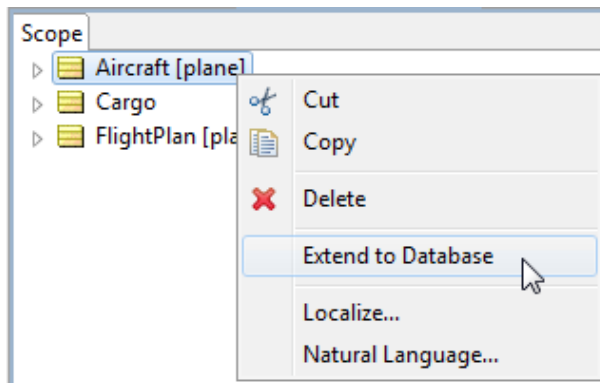 Scope
Aircraft [plane]
Cargo
FlightPlan [pla
Cut
Copy
Delete
Extend to Database
Localize...
Natural Language...